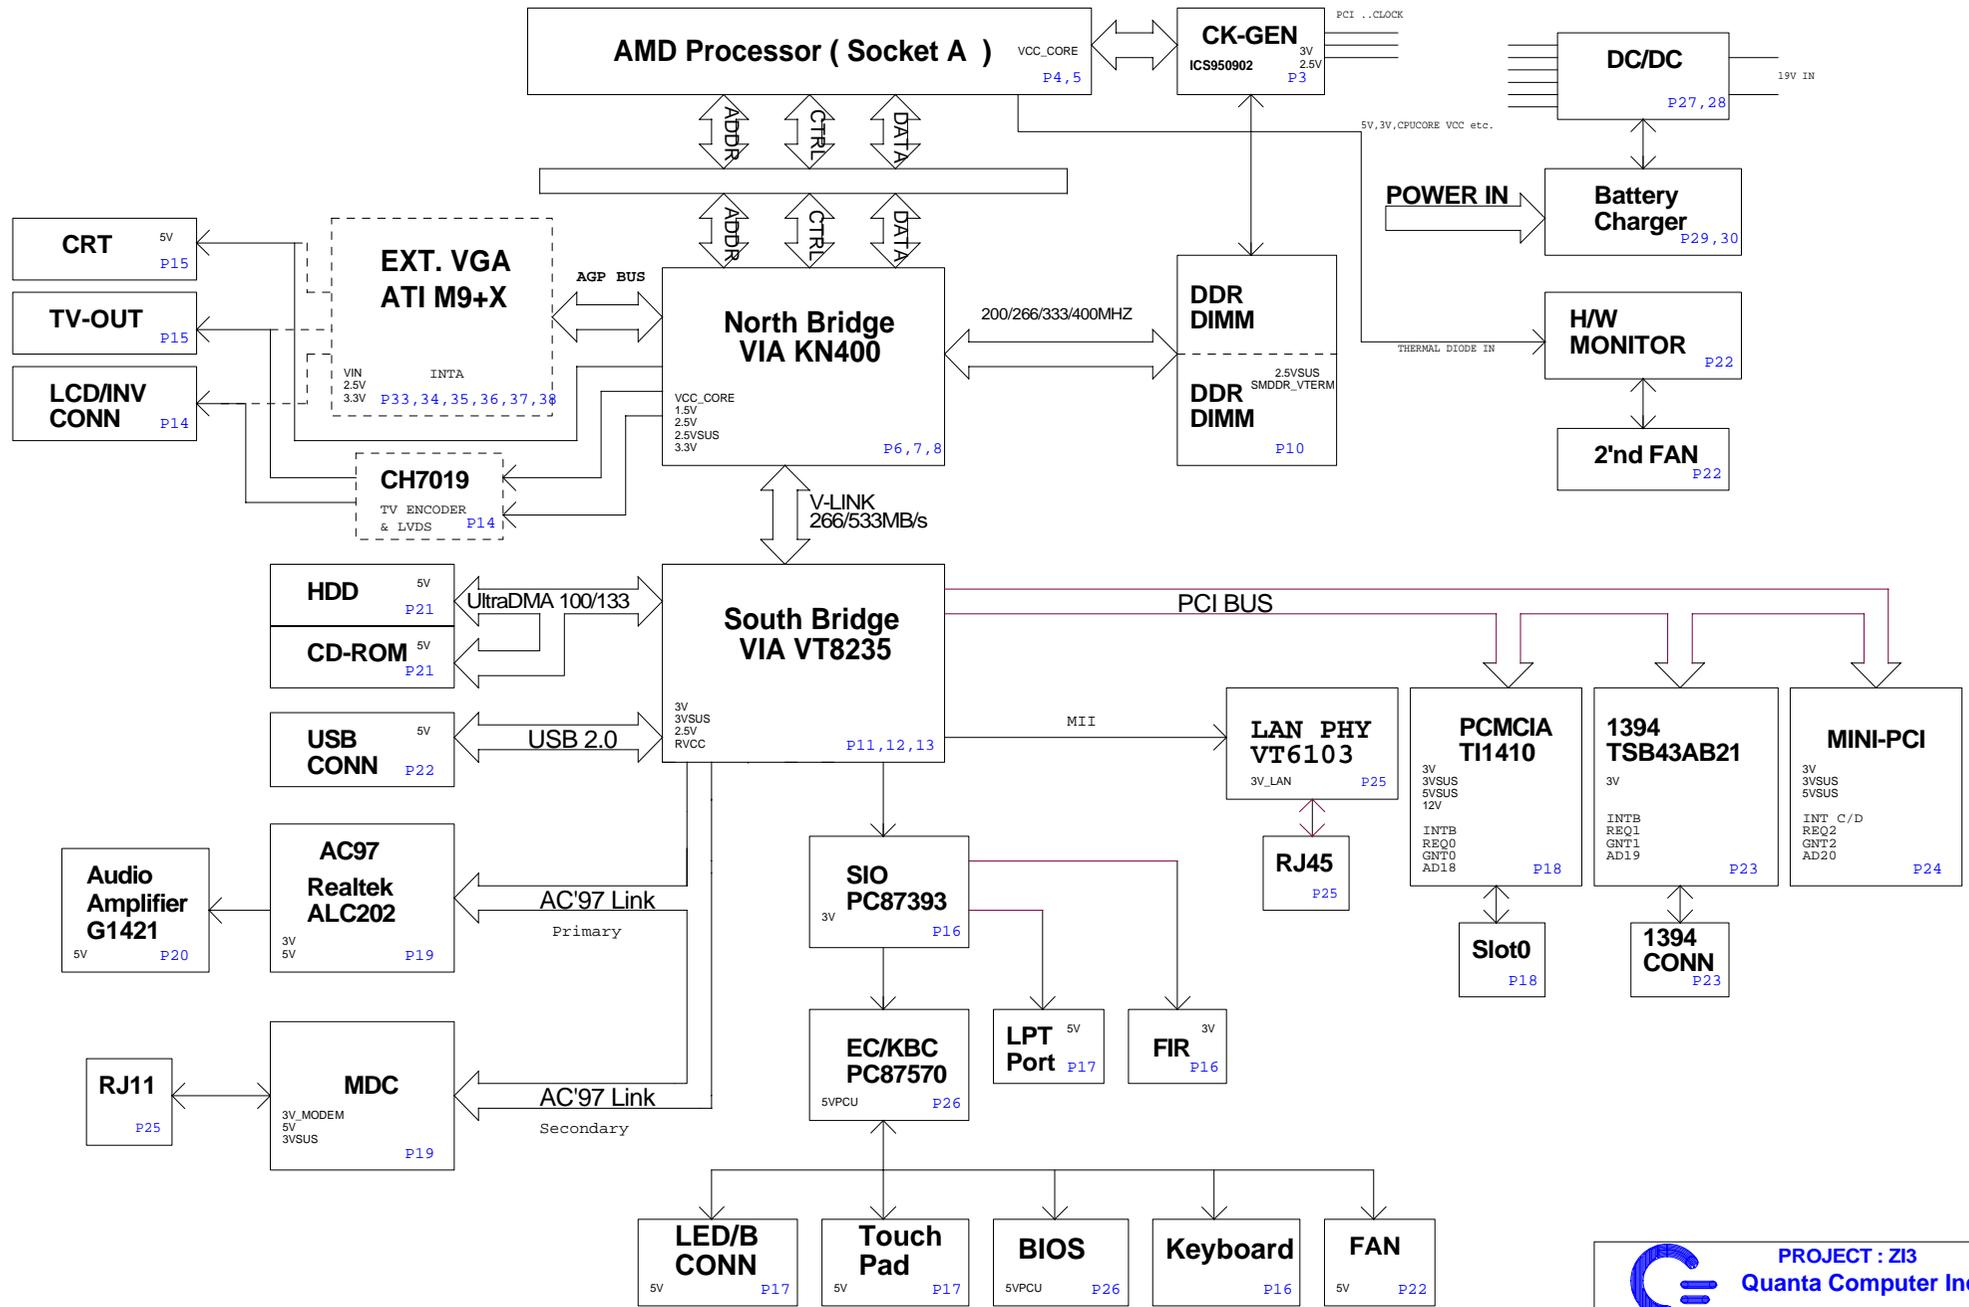 AMD Processor ( Socket A )
VCC_CORE
P4,5
CK-GEN
ICS950902
3V
2.5V
P3
PCI ..CLOCK
DC/DC
P27,28
19V IN
5V,3V,CPUCORE VCC etc.
ADDR
CTRL
DATA
ADDR
CTRL
DATA
POWER IN
Battery
Charger
P29,30
CRT
5V
P15
TV-OUT
P15
LCD/INV
CONN
P14
EXT. VGA
ATI M9+X
VIN
2.5V
3.3V
INTA
P33,34,35,36,37,38
AGP BUS
North Bridge
VIA KN400
VCC_CORE
1.5V
2.5V
2.5VSUS
3.3V
P6,7,8
200/266/333/400MHZ
DDR
DIMM
2.5VSUS
SMDDR_VTERM
DDR
DIMM
P10
THERMAL DIODE IN
H/W
MONITOR
P22
2'nd FAN
P22
CH7019
TV ENCODER
& LVDS
P14
V-LINK
266/533MB/s
HDD
5V
P21
CD-ROM
5V
P21
UltraDMA 100/133
South Bridge
VIA VT8235
3V
3VSUS
2.5V
RVCC
P11,12,13
PCI BUS
USB
CONN
5V
P22
USB 2.0
MII
LAN PHY
VT6103
3V_LAN
P25
RJ45
P25
PCMCIA
TI1410
3V
3VSUS
5VSUS
12V
INTB
REQ0
GNT0
AD18
P18
1394
TSB43AB21
3V
INTB
REQ1
GNT1
AD19
P23
MINI-PCI
3V
3VSUS
5VSUS
INT C/D
REQ2
GNT2
AD20
P24
Slot0
P18
1394
CONN
P23
Audio
Amplifier
G1421
5V
P20
AC97
Realtek
ALC202
3V
5V
P19
AC'97 Link
Primary
SIO
PC87393
3V
P16
EC/KBC
PC87570
5VPCU
P26
LPT
Port
5V
P17
FIR
3V
P16
RJ11
P25
MDC
3V_MODEM
5V
3VSUS
P19
AC'97 Link
Secondary
LED/B
CONN
5V
P17
Touch
Pad
5V
P17
BIOS
5VPCU
P26
Keyboard
P16
FAN
5V
P22
PROJECT : ZI3
Quanta Computer Inc